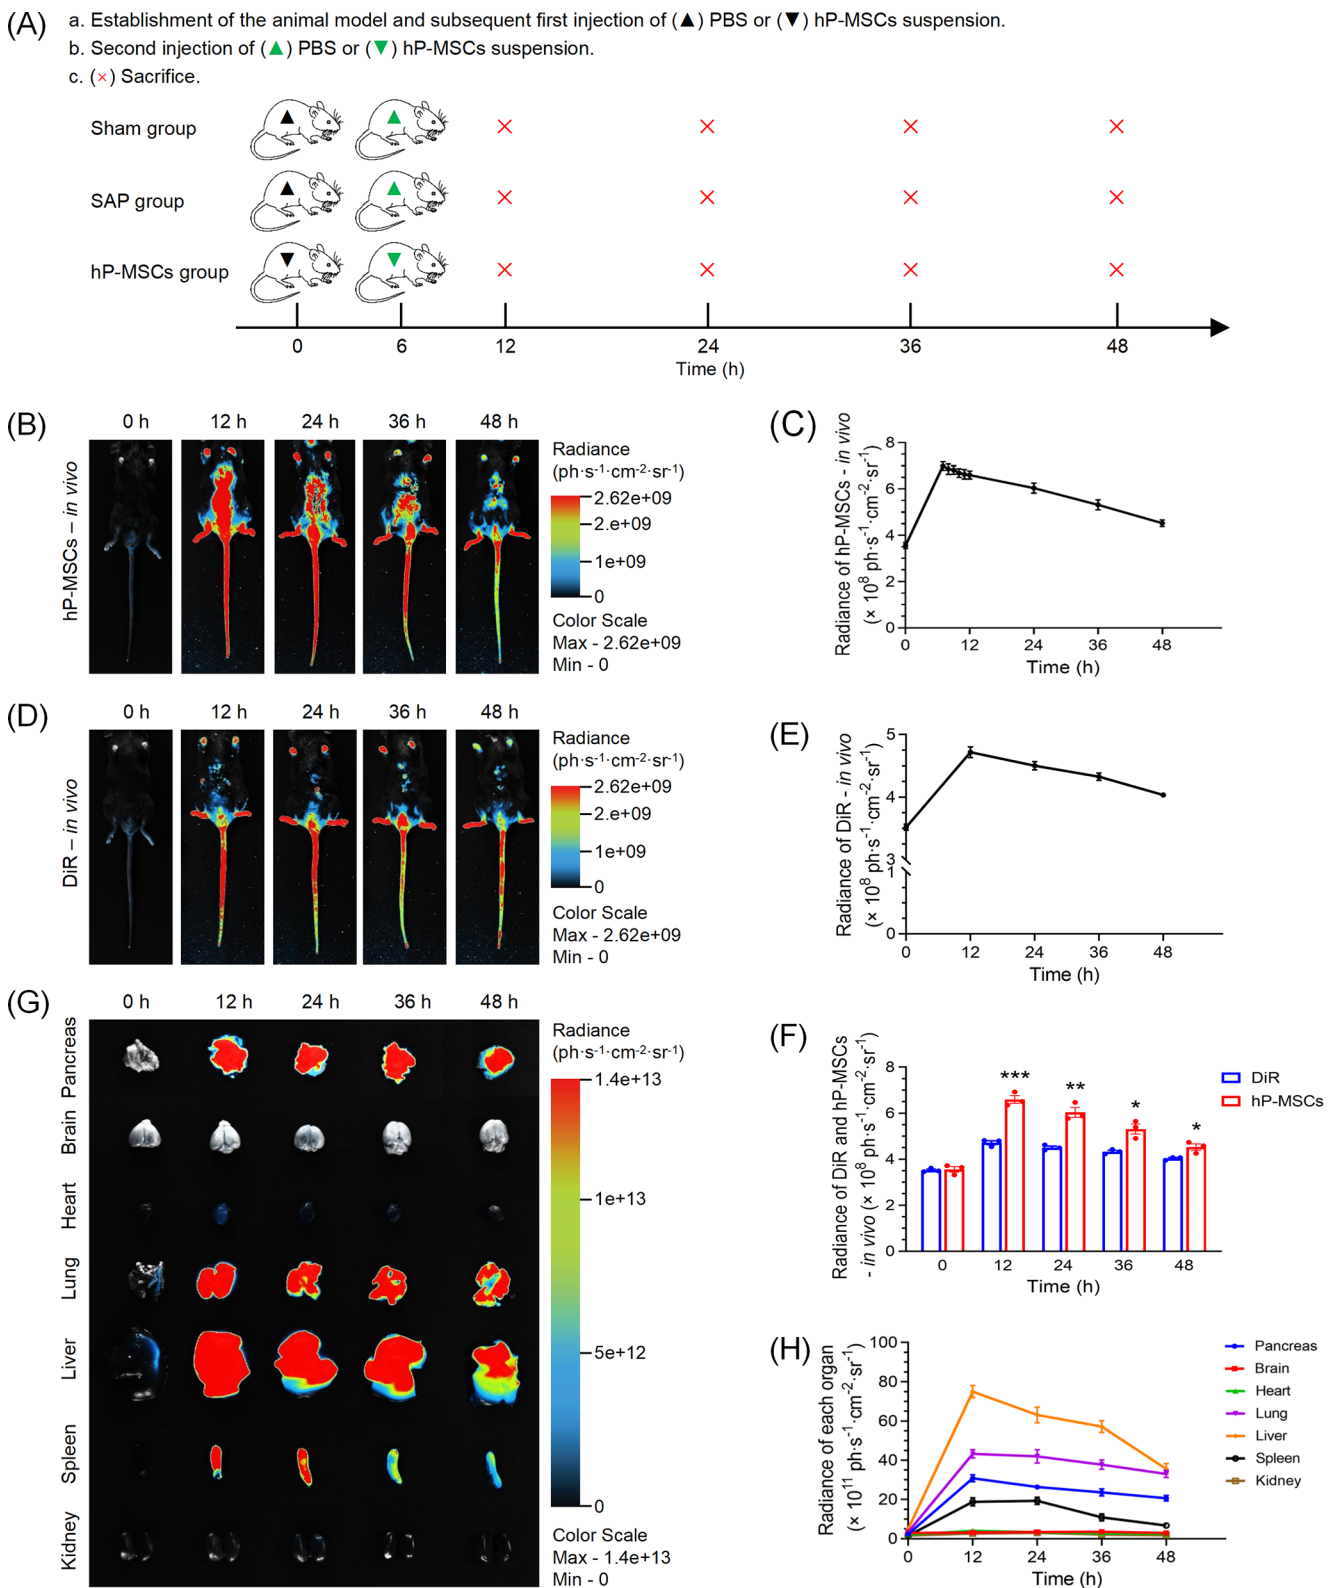 (A)
a. Establishment of the animal model and subsequent first injection of (▲) PBS or (▼) hP-MSCs suspension.
b. Second injection of (▲) PBS or (▼) hP-MSCs suspension.
c. (×) Sacrifice.
Sham group
SAP group
hP-MSCs group
0 6 12 24 36 48
Time (h)
(B)
0 h 12 h 24 h 36 h 48 h
hP-MSCs – in vivo
Radiance
(ph·s⁻¹·cm⁻²·sr⁻¹)
2.62e+09
2.e+09
1e+09
0
Color Scale
Max - 2.62e+09
Min - 0
(C)
Radiance of hP-MSCs - in vivo
(× 10⁸ ph·s⁻¹·cm⁻²·sr⁻¹)
8
6
4
2
0
0 12 24 36 48
Time (h)
(D)
0 h 12 h 24 h 36 h 48 h
DiR – in vivo
Radiance
(ph·s⁻¹·cm⁻²·sr⁻¹)
2.62e+09
2.e+09
1e+09
0
Color Scale
Max - 2.62e+09
Min - 0
(E)
Radiance of DiR - in vivo
(× 10⁸ ph·s⁻¹·cm⁻²·sr⁻¹)
5
4
3
1
0
0 12 24 36 48
Time (h)
(G)
0 h 12 h 24 h 36 h 48 h
Pancreas
Brain
Heart
Lung
Liver
Spleen
Kidney
Radiance
(ph·s⁻¹·cm⁻²·sr⁻¹)
1.4e+13
1e+13
5e+12
0
Color Scale
Max - 1.4e+13
Min - 0
(F)
Radiance of DiR and hP-MSCs
- in vivo (× 10⁸ ph·s⁻¹·cm⁻²·sr⁻¹)
8
6
4
2
0
*** ** * *
0 12 24 36 48
Time (h)
DiR
hP-MSCs
(H)
Radiance of each organ
(× 10¹¹ ph·s⁻¹·cm⁻²·sr⁻¹)
100
80
60
40
20
0
0 12 24 36 48
Time (h)
Pancreas
Brain
Heart
Lung
Liver
Spleen
Kidney